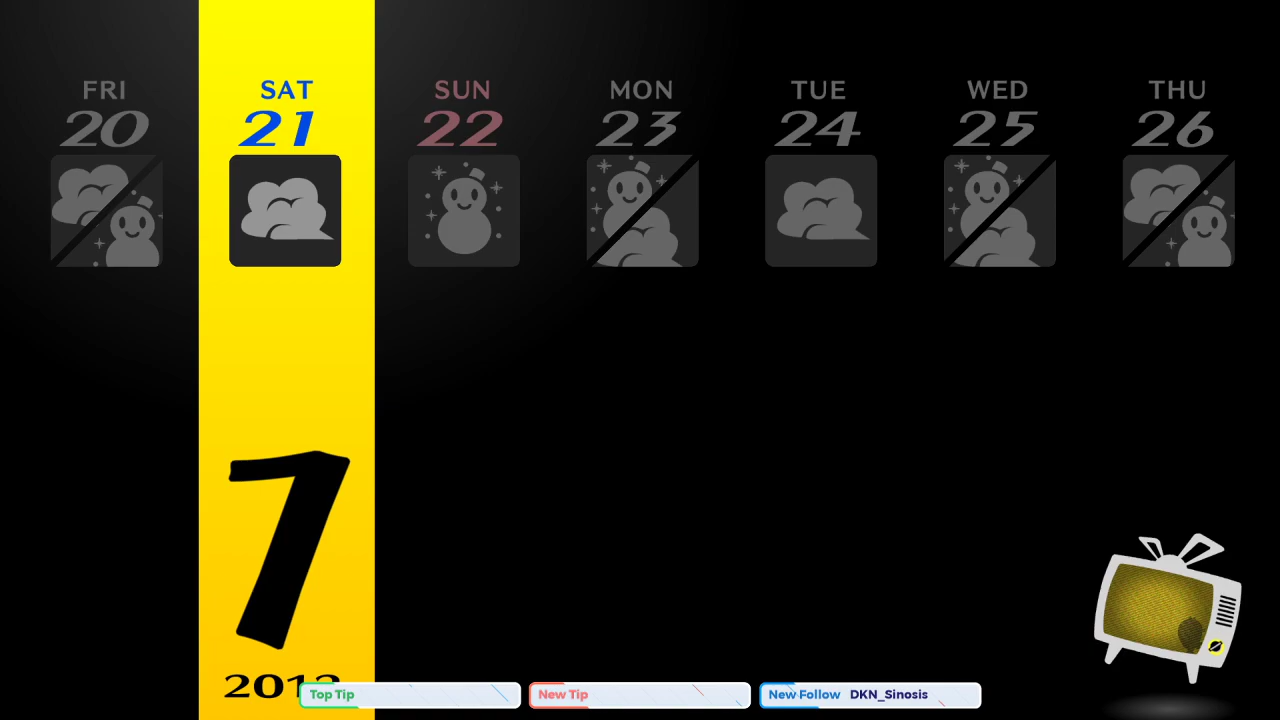 FRI SAT SUN MON TUE WED THU
20 21 22 23 24 25 26
1
2012
Top Tip New Tip New Follow DKN_Sinosis